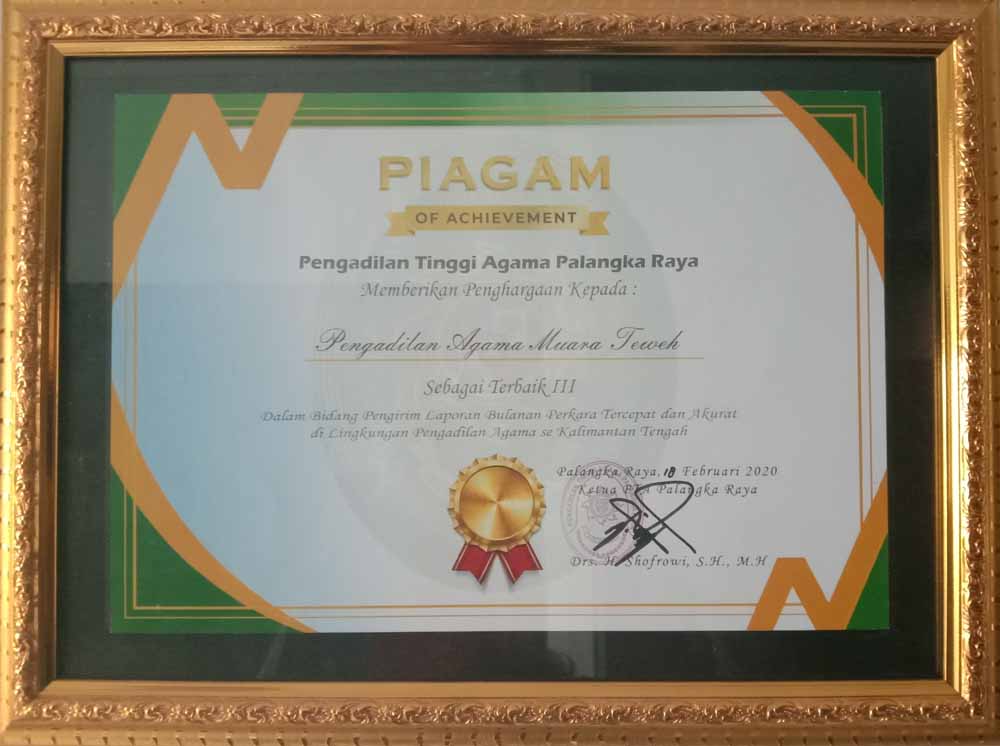 PIAGAM
OF ACHIEVEMENT
Pengadilan Tinggi Agama Palangka Raya
Memberikan Penghargaan Kepada :
Pengadilan Agama Muara Teweh
Sebagai Terbaik III
Dalam Bidang Pengirim Laporan Bulanan Perkara Tercepat dan Akurat
di Lingkungan Pengadilan Agama se Kalimantan Tengah
Palangka Raya, 18 Februari 2020
Ketua PTA Palangka Raya
Drs. H. Shofrowi, S.H., M.H